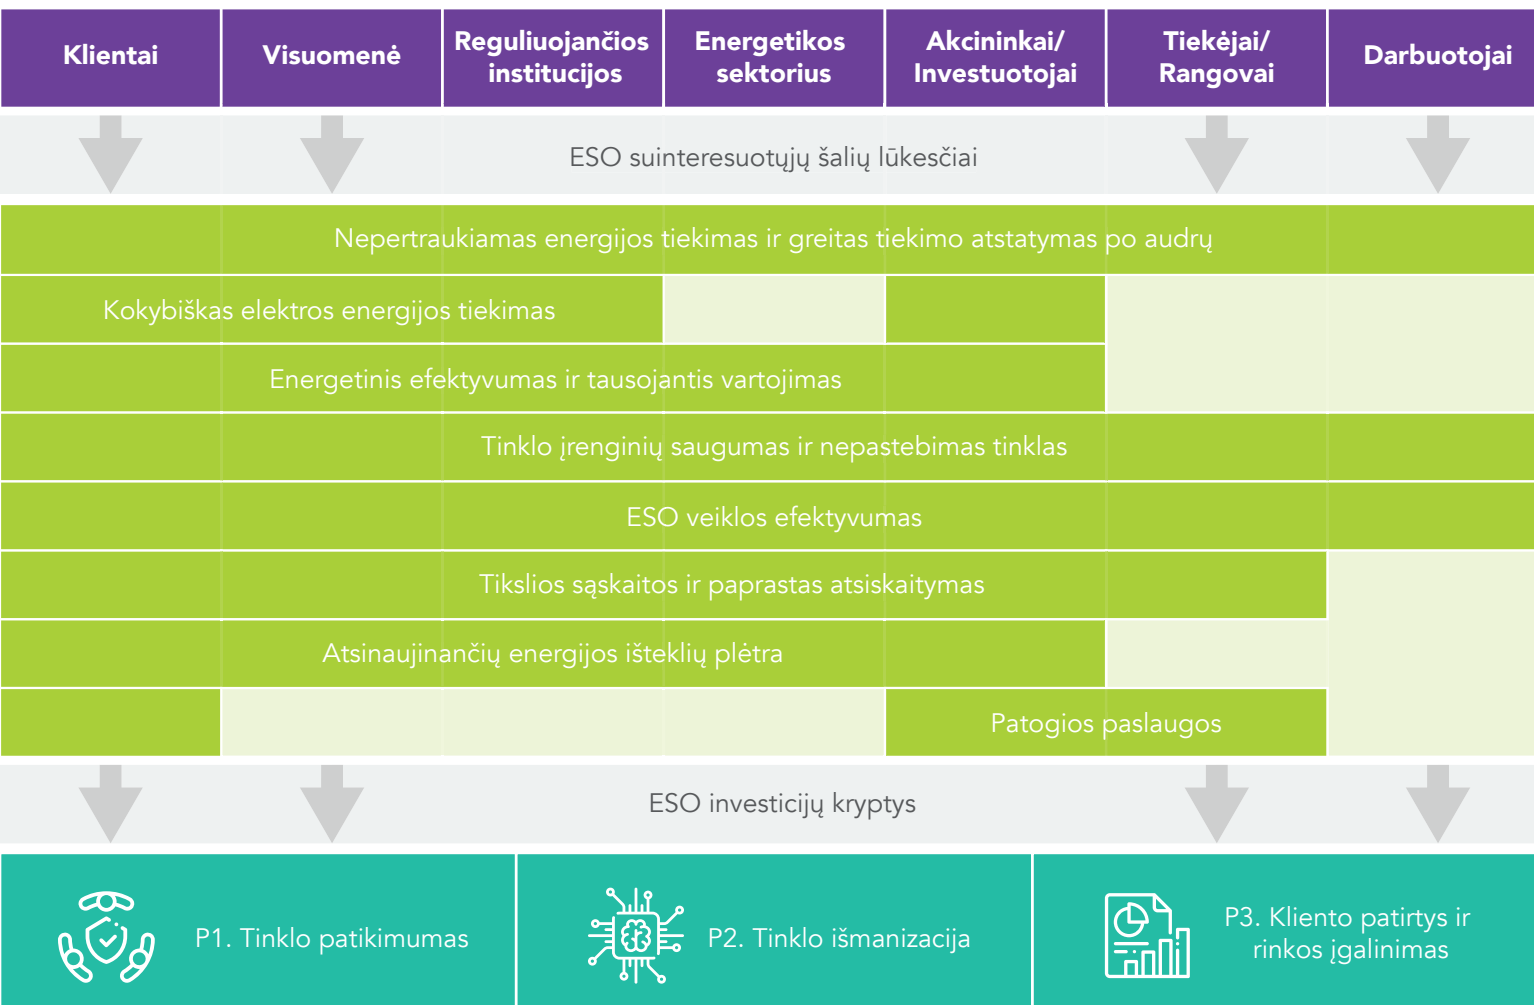 Klientai
Visuomenė
Reguliuojančios
institucijos
Energetikos
sektorius
Akcininkai/
Investuotojai
Tiekėjai/
Rangovai
Darbuotojai
ESO suinteresuotųjų šalių lūkesčiai
Nepertraukiamas energijos tiekimas ir greitas tiekimo atstatymas po audrų
Kokybiškas elektros energijos tiekimas
Energetinis efektyvumas ir tausojantis vartojimas
Tinklo įrenginių saugumas ir nepastebimas tinklas
ESO veiklos efektyvumas
Tikslios sąskaitos ir paprastas atsiskaitymas
Atsinaujinančių energijos išteklių plėtra
Patogios paslaugos
ESO investicijų kryptys
P1. Tinklo patikimumas
P2. Tinklo išmanizacija
P3. Kliento patirtys ir
rinkos įgalinimas